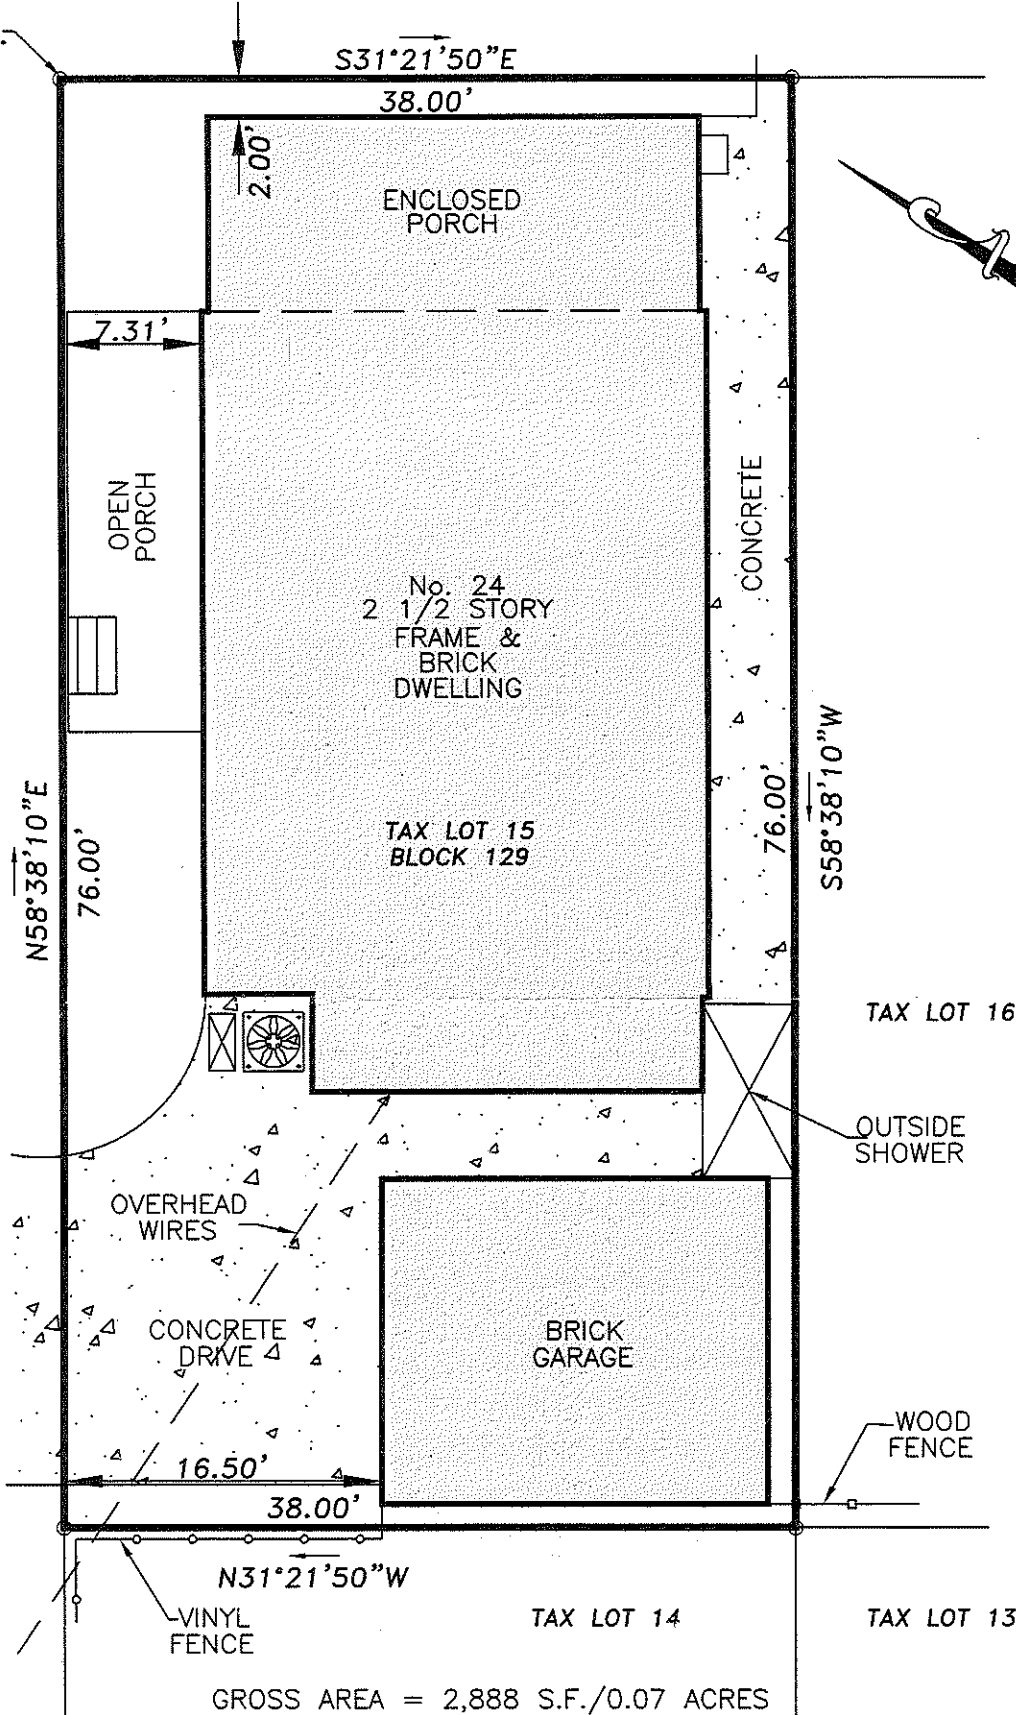 S31°21'50"E
38.00'
2.00'
ENCLOSED
PORCH
7.31'
OPEN
PORCH
CONCRETE
No. 24
2 1/2 STORY
FRAME &
BRICK
DWELLING
TAX LOT 15
BLOCK 129
N58°38'10"E
76.00'
76.00'
S58°38'10"W
TAX LOT 16
OUTSIDE
SHOWER
OVERHEAD
WIRES
CONCRETE
DRIVE
BRICK
GARAGE
WOOD
FENCE
16.50'
38.00'
N31°21'50"W
VINYL
FENCE
TAX LOT 14
TAX LOT 13
GROSS AREA = 2,888 S.F./0.07 ACRES